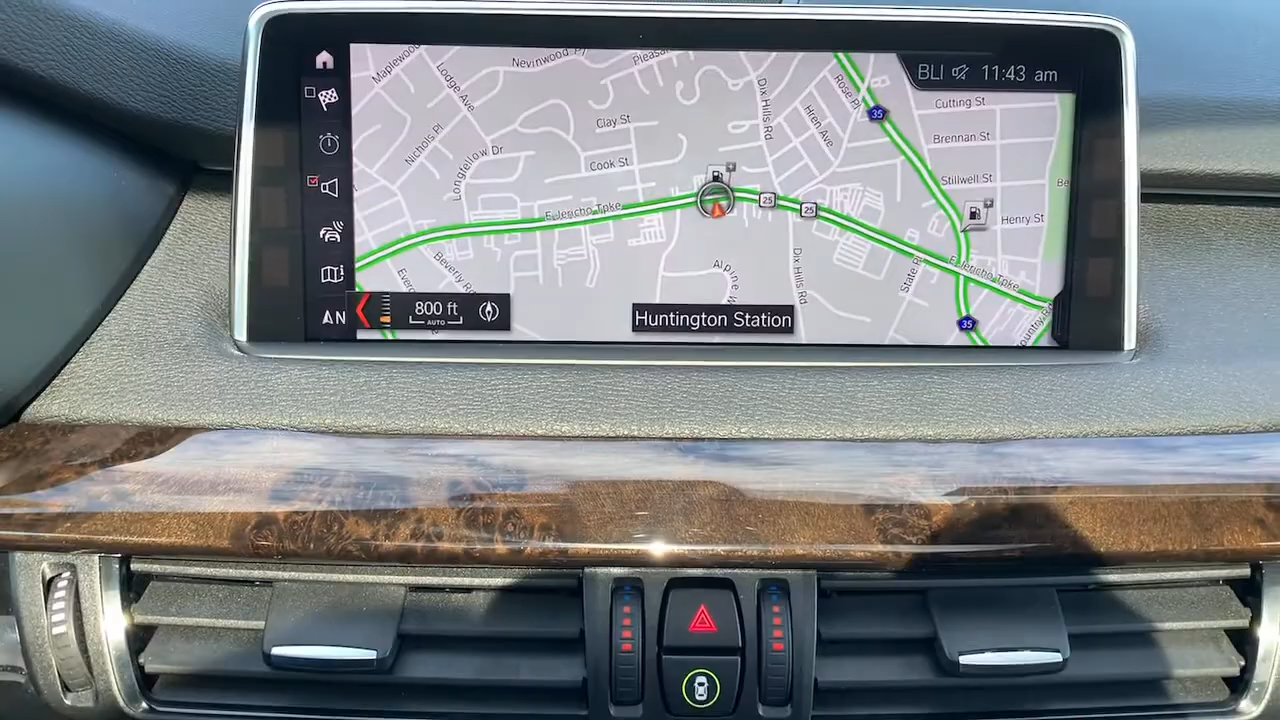 Maplewood
Nevinwood Pl
Pleasan
BLI 11:43 am
Lodge Ave
Rose Pl
Cutting St
35
Dix Hills Rd
Hren Ave
Clay St
Brennan St
Nichols Pl
Longfellow Dr
Cook St
Stillwell St
Be
E Jericho Tpke
25
25
Henry St
Beverly Rd
Alpine W
Dix Hills Rd
State Pl
E Jericho Tpke
800 ft
AUTO
N
Huntington Station
35